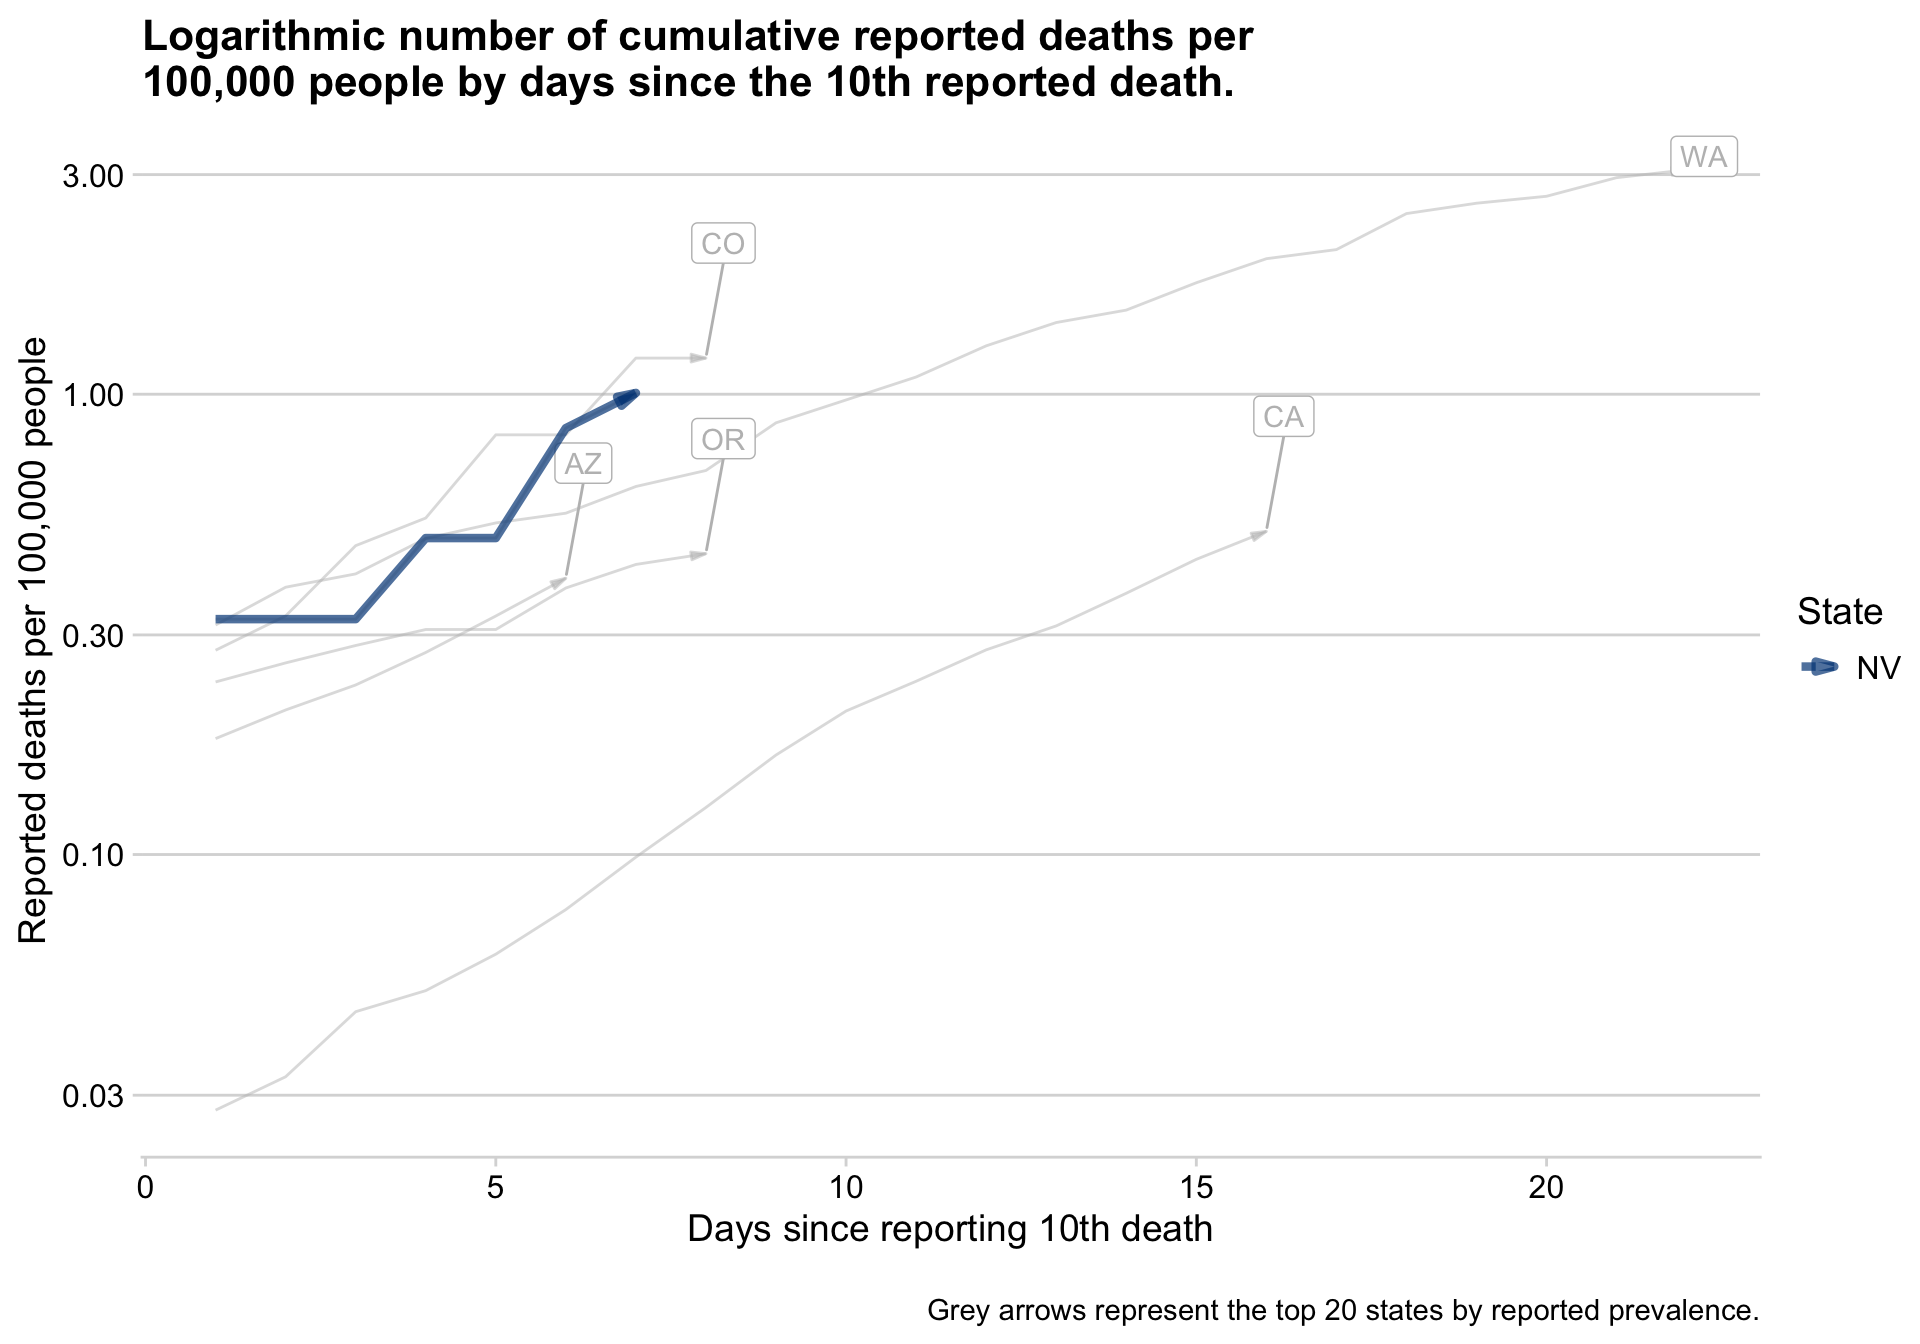 Logarithmic number of cumulative reported deaths per
100,000 people by days since the 10th reported death.
Reported deaths per 100,000 people
3.00
1.00
0.30
0.10
0.03
WA
CO
OR
CA
AZ
State
NV
0
5
10
15
20
Days since reporting 10th death
Grey arrows represent the top 20 states by reported prevalence.